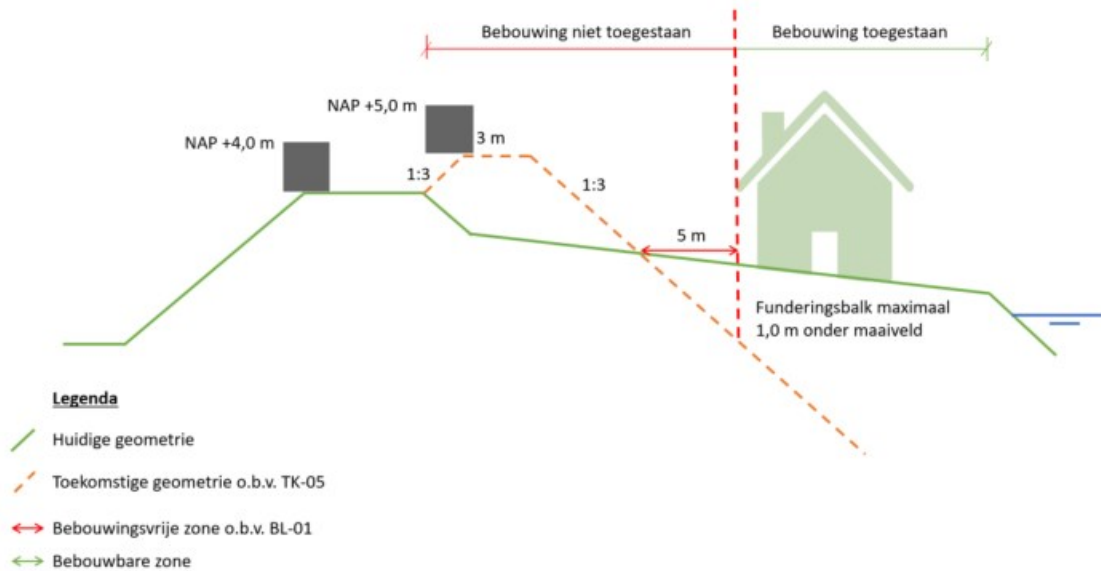 Bebouwing niet toegestaan
Bebouwing toegestaan
NAP +5,0 m
NAP +4,0 m
3 m
1:3
1:3
5 m
Funderingsbalk maximaal
1,0 m onder maaiveld
Legenda
Huidige geometrie
Toekomstige geometrie o.b.v. TK-05
Bebouwingsvrije zone o.b.v. BL-01
Bebouwbare zone